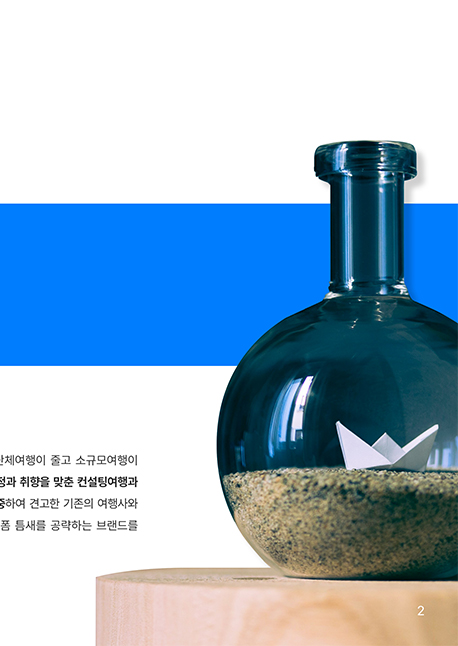 단체여행이 줄고 소규모여행이
정과 취향을 맞춘 컨설팅여행과
중하여 견고한 기존의 여행사와
폼 틈새를 공략하는 브랜드를
2